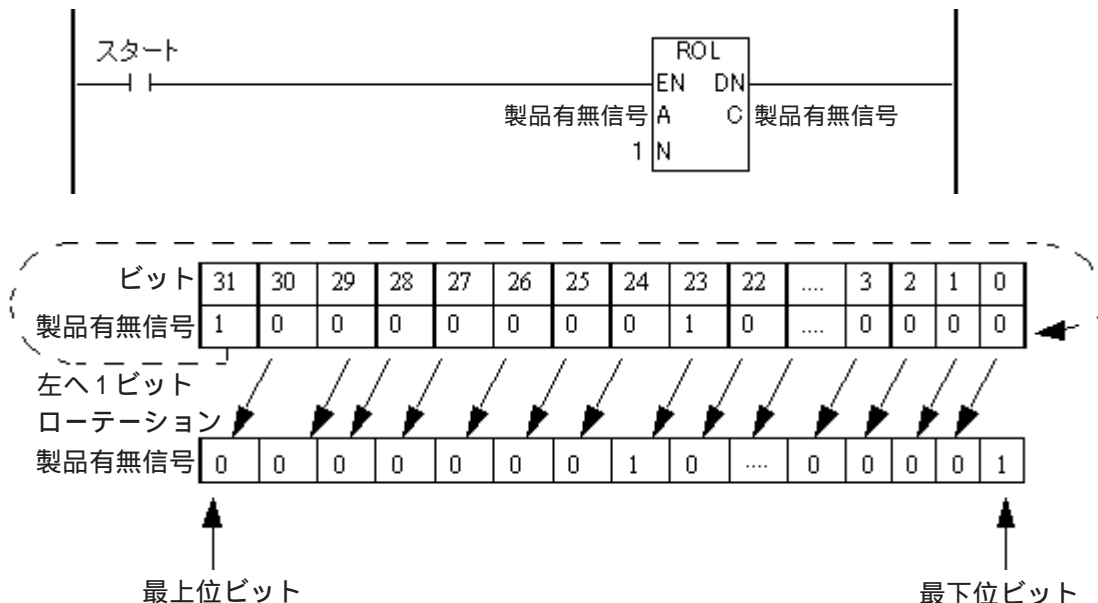 スタート
ROL
EN DN
製品有無信号 A C 製品有無信号
1 N
ビット 31 30 29 28 27 26 25 24 23 22 .... 3 2 1 0
製品有無信号 1 0 0 0 0 0 0 0 1 0 .... 0 0 0 0
左へ1ビット
ローテーション
製品有無信号 0 0 0 0 0 0 0 1 0 .... 0 0 0 0 1
最上位ビット 最下位ビット